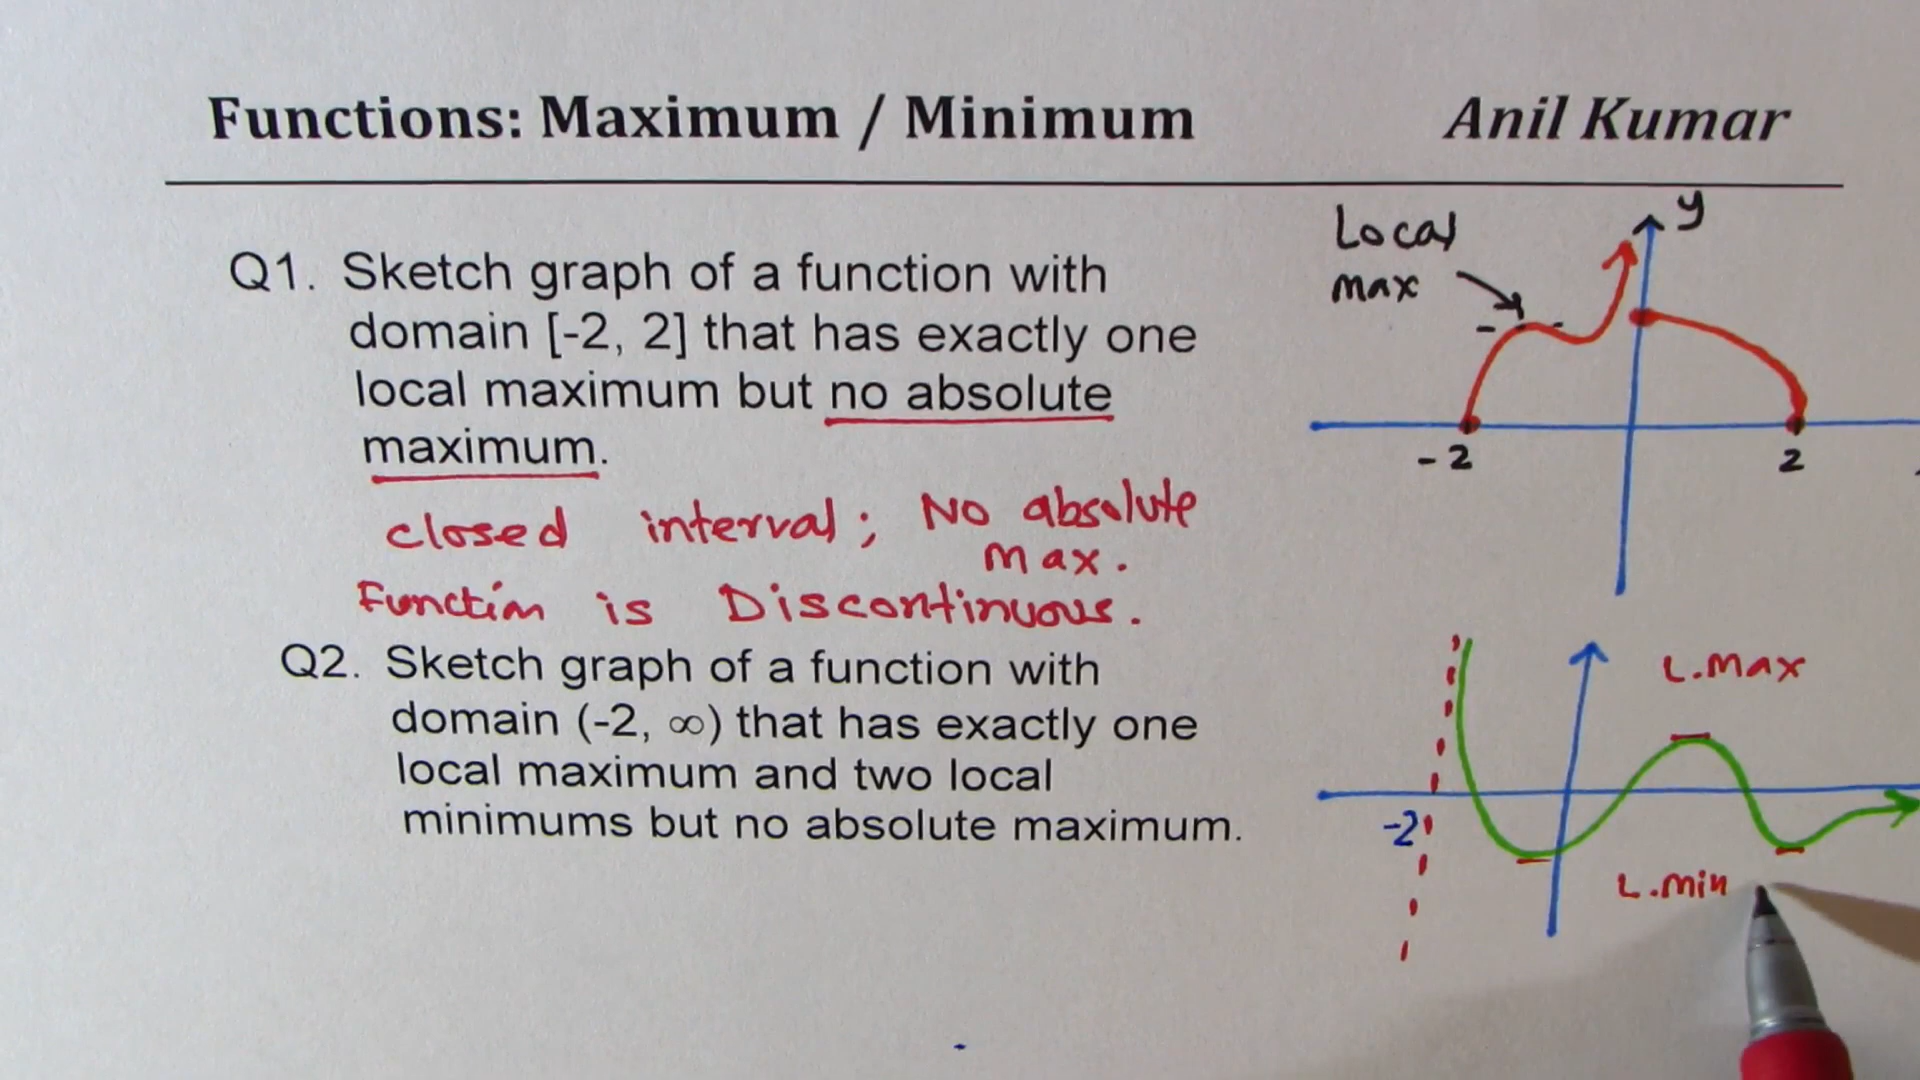 Functions: Maximum / Minimum
Anil Kumar
Q1. Sketch graph of a function with
domain [-2, 2] that has exactly one
local maximum but no absolute
maximum.
closed interval; No absolute
max.
Function is Discontinuous.
Local
max
y
-2
2
Q2. Sketch graph of a function with
domain (-2, ∞) that has exactly one
local maximum and two local
minimums but no absolute maximum.
L.max
-2
L.min